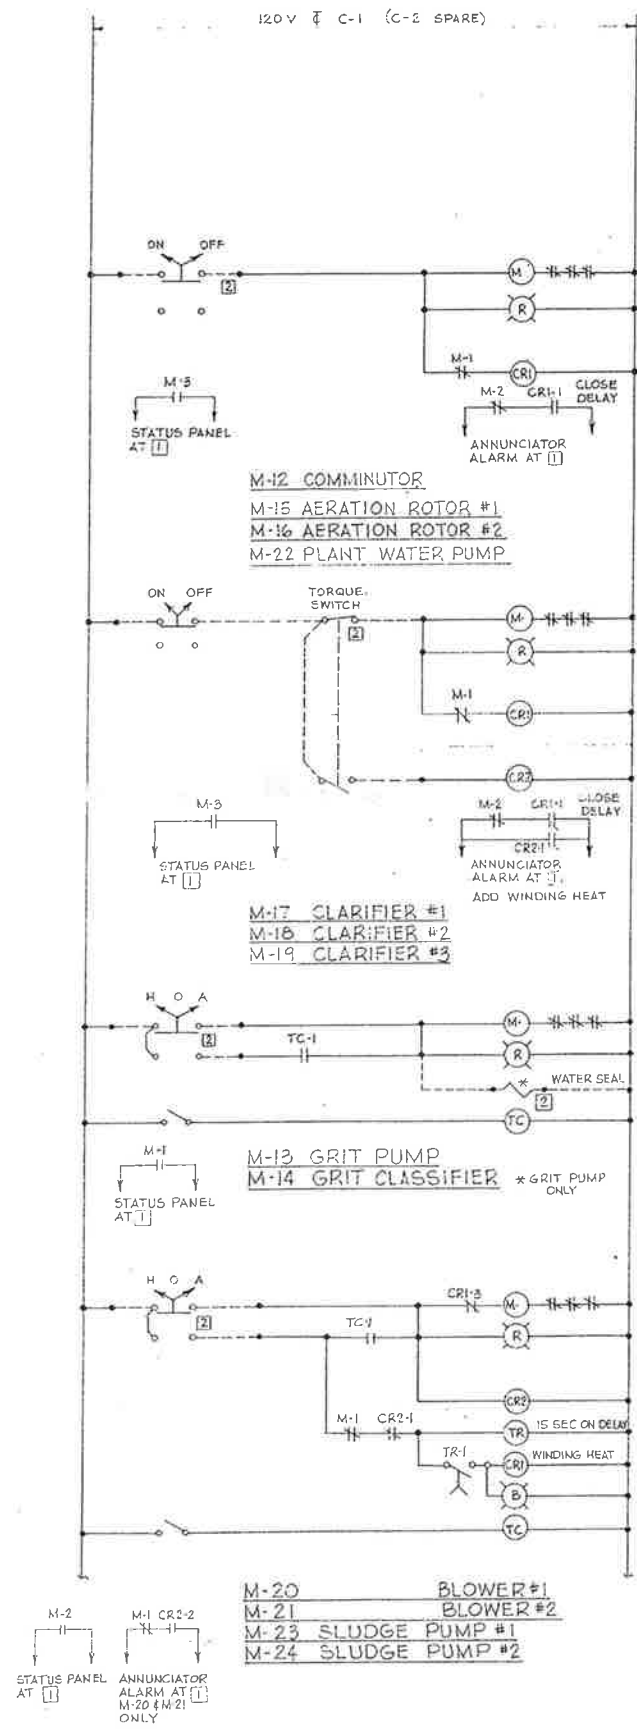 120V ₵ C-1 (C-2 SPARE)
ON OFF
2
M
R
M-1
CR1
CLOSE
DELAY
M-3
STATUS PANEL
AT 1
M-2 CR1-1
ANNUNCIATOR
ALARM AT 1
M-12 COMMINUTOR
M-15 AERATION ROTOR #1
M-16 AERATION ROTOR #2
M-22 PLANT WATER PUMP
ON OFF
TORQUE
SWITCH
2
M
R
M-1
CR1
CR2
M-3
STATUS PANEL
AT 1
CLOSE
DELAY
M-2 CR1-1
CR2-1
ANNUNCIATOR
ALARM AT 1
ADD WINDING HEAT
M-17 CLARIFIER #1
M-18 CLARIFIER #2
M-19 CLARIFIER #3
H O A
2
TC-1
M
R
* WATER SEAL
2
TC
M-1
STATUS PANEL
AT 1
M-13 GRIT PUMP
M-14 GRIT CLASSIFIER
* GRIT PUMP
ONLY
H O A
2
CR1-3
M
TC-1
R
CR2
M-1 CR2-1
TR 15 SEC ON DELAY
TR-1
CR1 WINDING HEAT
B
TC
M-20 BLOWER #1
M-21 BLOWER #2
M-23 SLUDGE PUMP #1
M-24 SLUDGE PUMP #2
M-2
STATUS PANEL
AT 1
M-1 CR2-2
ANNUNCIATOR
ALARM AT 1
M-20 & M-21
ONLY